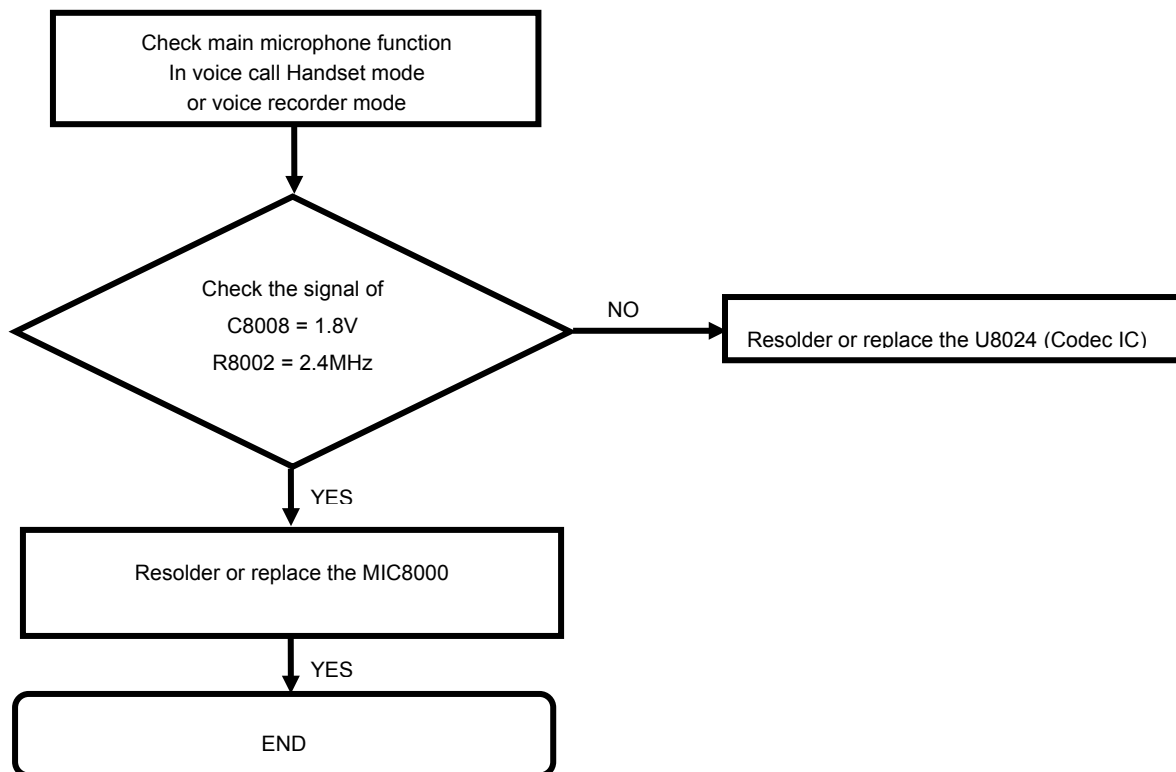 Check main microphone function
In voice call Handset mode
or voice recorder mode
Check the signal of
C8008 = 1.8V
R8002 = 2.4MHz
NO
Resolder or replace the U8024 (Codec IC)
YES
Resolder or replace the MIC8000
YES
END